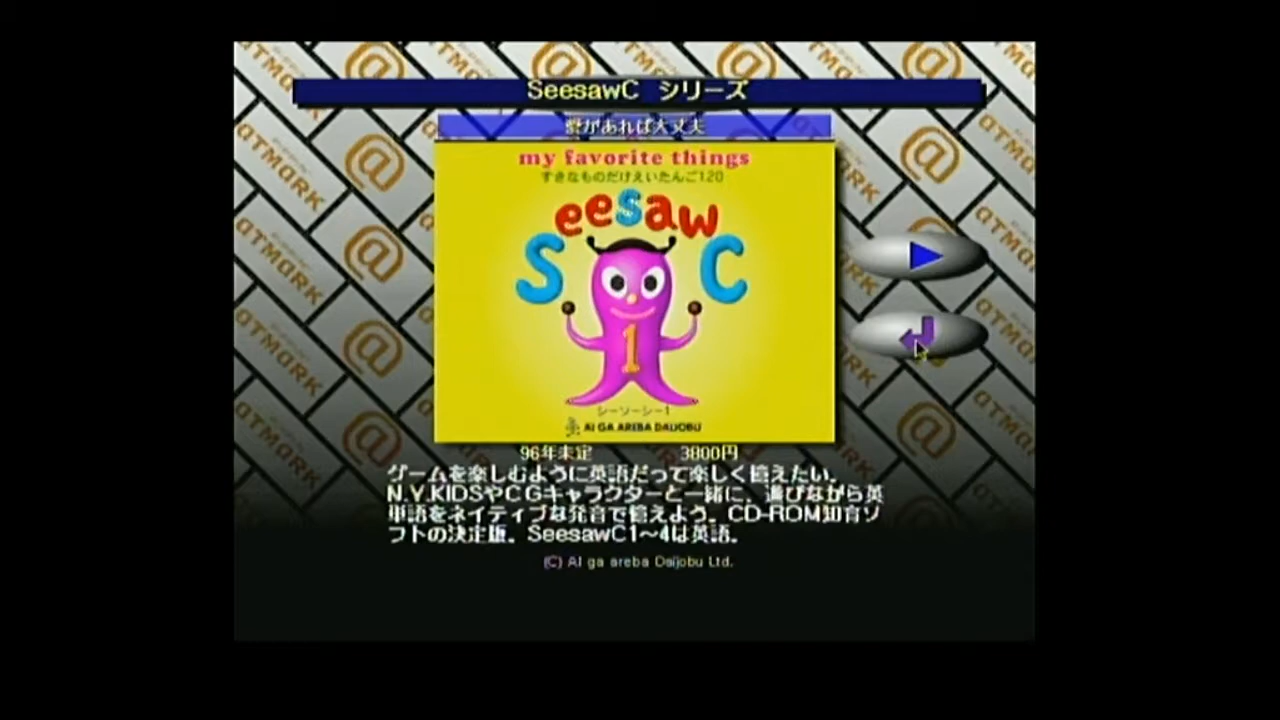 SeesawC シリーズ
愛があれば大丈夫
my favorite things
すきなものだけえいたんご120
eesaw
S C
1
シーソーシー1
AI GA AREBA DAIJOBU
96年未定 3800円
ゲームを楽しむように英語だって楽しく憶えたい。
N.Y.KIDSやCGキャラクターと一緒に、遊びながら英
単語をネイティブな発音で憶えよう。CD-ROM知育ソ
フトの決定版。SeesawC1～4は英語。
(C) AI ga areba Daijobu Ltd.
@ATMARK